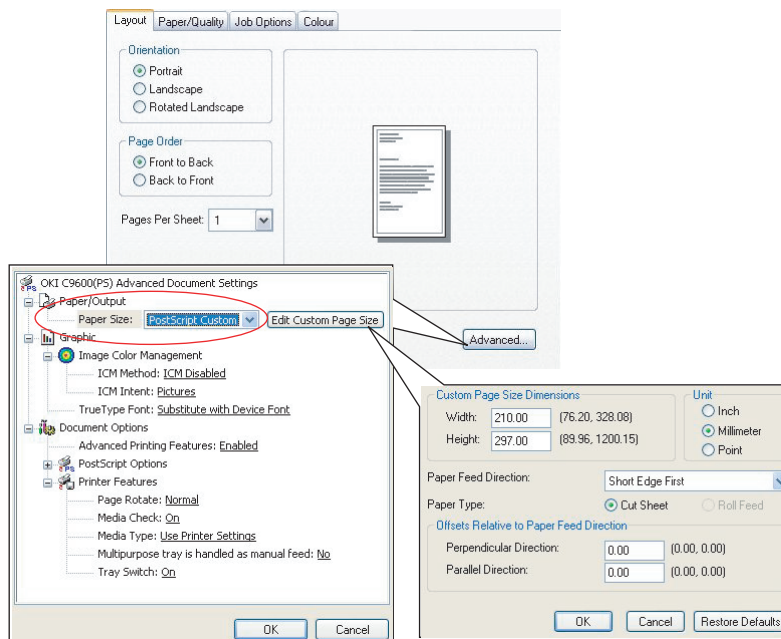 Layout Paper/Quality Job Options Colour
Orientation
Portrait
Landscape
Rotated Landscape
Page Order
Front to Back
Back to Front
Pages Per Sheet: 1
Advanced...
OKI C9600(PS) Advanced Document Settings
Paper/Output
Paper Size: PostScript Custom Edit Custom Page Size
Graphic
Image Color Management
ICM Method: ICM Disabled
ICM Intent: Pictures
TrueType Font: Substitute with Device Font
Document Options
Advanced Printing Features: Enabled
PostScript Options
Printer Features
Page Rotate: Normal
Media Check: On
Media Type: Use Printer Settings
Multipurpose tray is handled as manual feed: No
Tray Switch: On
OK Cancel
Custom Page Size Dimensions
Width: 210.00 (76.20, 328.08)
Height: 297.00 (89.96, 1200.15)
Unit
Inch
Millimeter
Point
Paper Feed Direction: Short Edge First
Paper Type: Cut Sheet Roll Feed
Offsets Relative to Paper Feed Direction
Perpendicular Direction: 0.00 (0.00, 0.00)
Parallel Direction: 0.00 (0.00, 0.00)
OK Cancel Restore Defaults